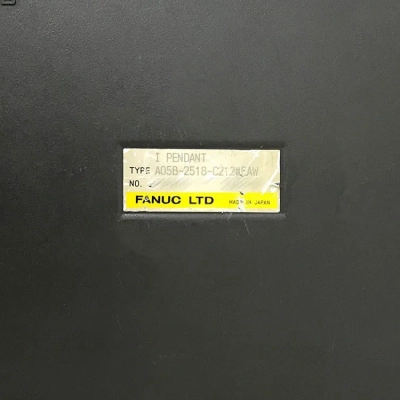 I PENDANT
TYPE A05B-2518-C212#EAW
NO.
FANUC LTD MADE IN JAPAN